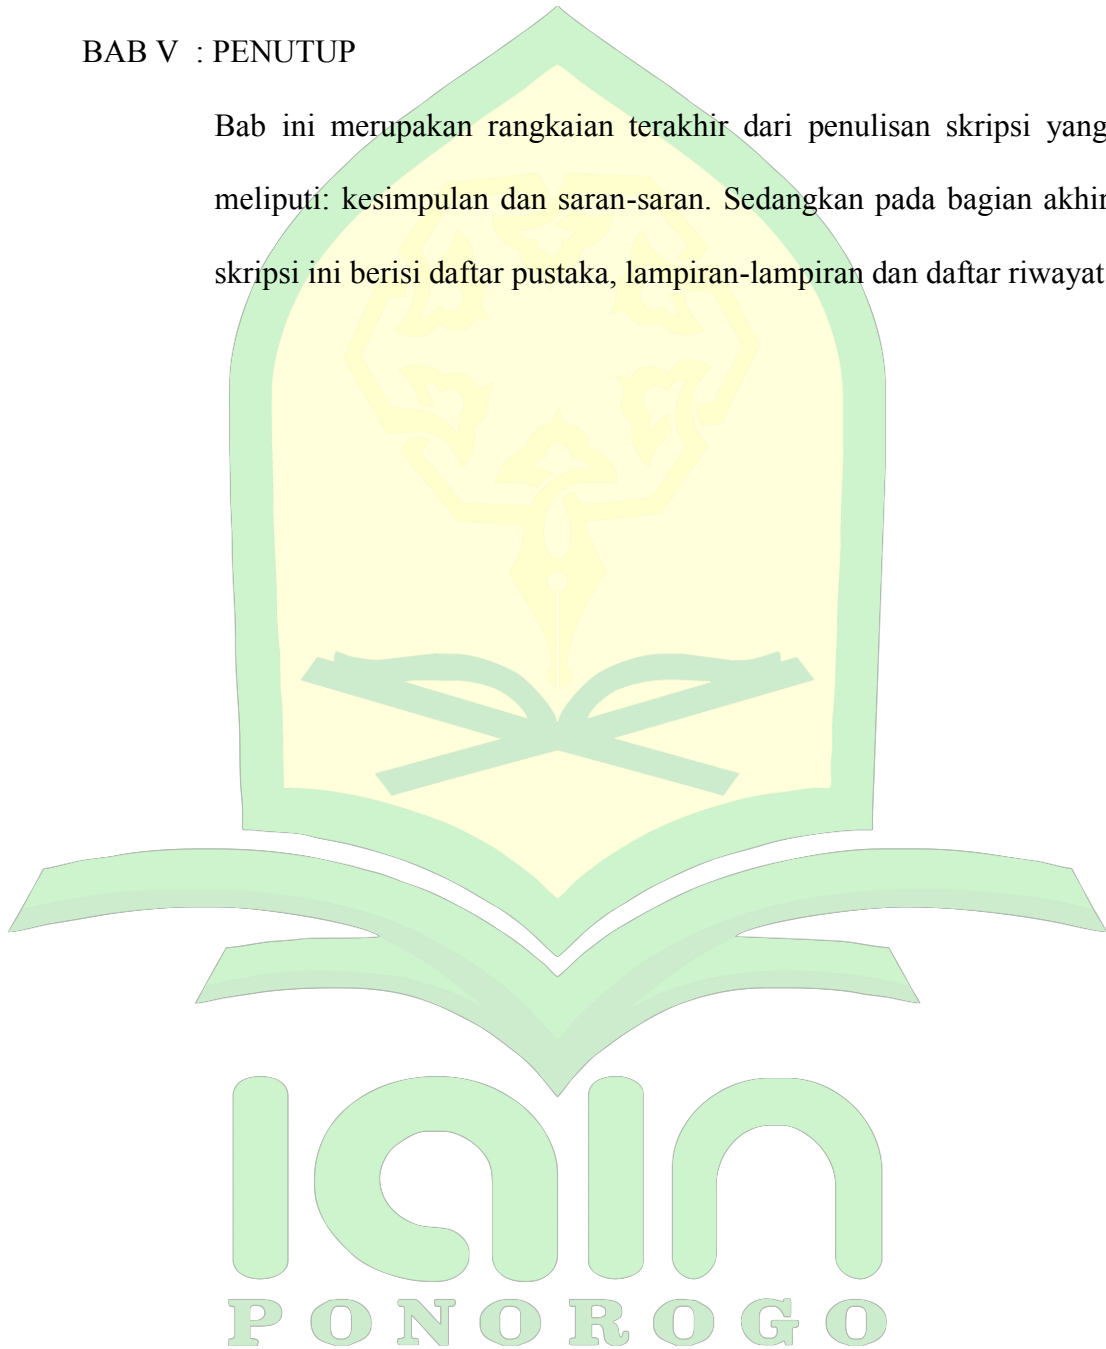 BAB V : PENUTUP
Bab ini merupakan rangkaian terakhir dari penulisan skripsi yang
meliputi: kesimpulan dan saran-saran. Sedangkan pada bagian akhir
skripsi ini berisi daftar pustaka, lampiran-lampiran dan daftar riwayat
iain
PONOROGO